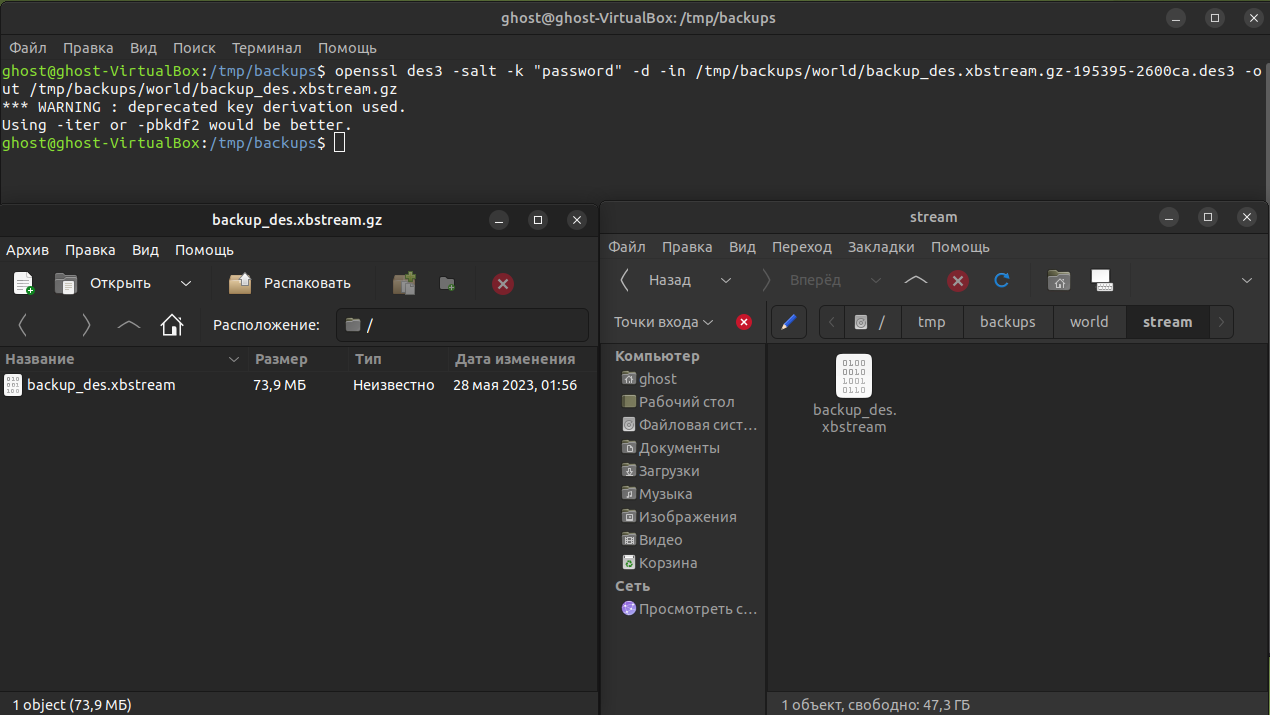 ghost@ghost-VirtualBox: /tmp/backups
Файл Правка Вид Поиск Терминал Помощь
ghost@ghost-VirtualBox:/tmp/backups$ openssl des3 -salt -k "password" -d -in /tmp/backups/world/backup_des.xbstream.gz-195395-2600ca.des3 -o
ut /tmp/backups/world/backup_des.xbstream.gz
*** WARNING : deprecated key derivation used.
Using -iter or -pbkdf2 would be better.
ghost@ghost-VirtualBox:/tmp/backups$
backup_des.xbstream.gz
Архив Правка Вид Помощь
Открыть Распаковать
Расположение: /
Название Размер Тип Дата изменения
backup_des.xbstream 73,9 МБ Неизвестно 28 мая 2023, 01:56
1 object (73,9 МБ)
stream
Файл Правка Вид Переход Закладки Помощь
Назад Вперёд
Точки входа / tmp backups world stream
Компьютер
ghost
Рабочий стол
Файловая сист…
Документы
Загрузки
Музыка
Изображения
Видео
Корзина
Сеть
Просмотреть с…
0100
0010
1001
0110
backup_des.
xbstream
1 объект, свободно: 47,3 ГБ